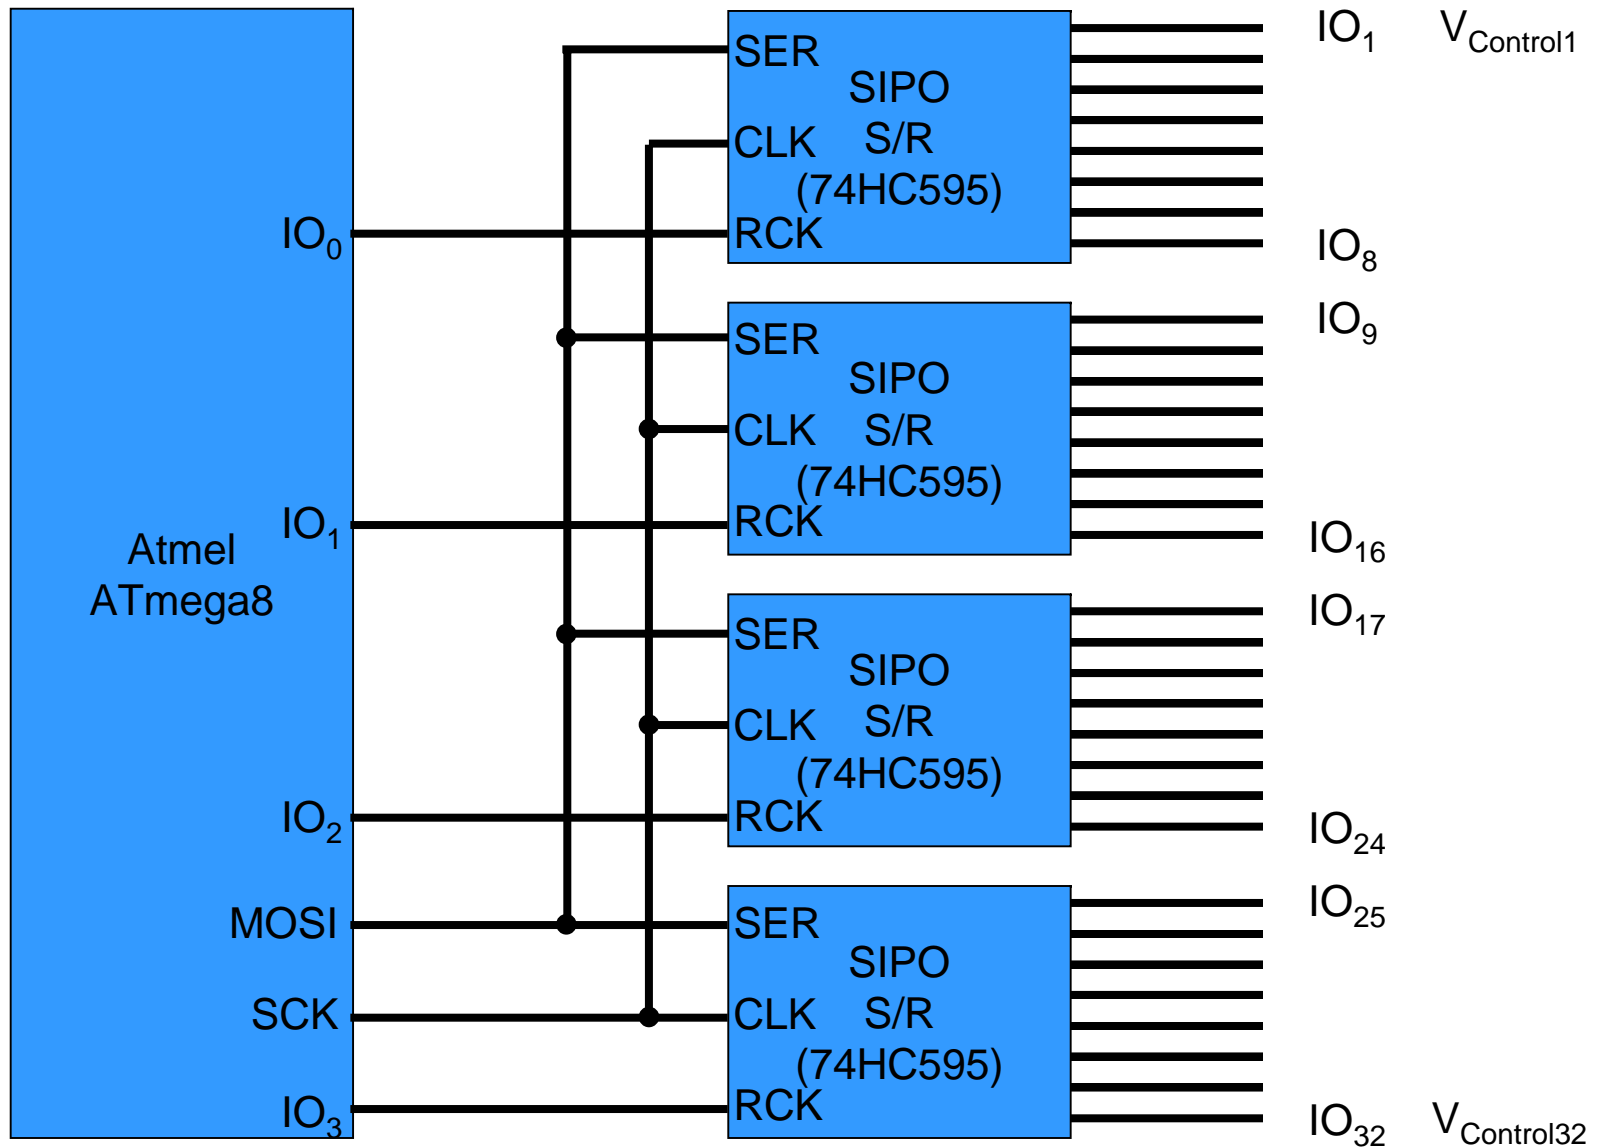 Atmel
ATmega8
IO0
IO1
IO2
MOSI
SCK
IO3
SER
SIPO
CLK S/R
(74HC595)
RCK
SER
SIPO
CLK S/R
(74HC595)
RCK
SER
SIPO
CLK S/R
(74HC595)
RCK
SER
SIPO
CLK S/R
(74HC595)
RCK
IO1 VControl1
IO8
IO9
IO16
IO17
IO24
IO25
IO32 VControl32